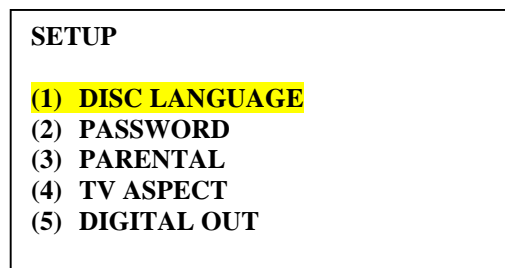 SETUP
(1) DISC LANGUAGE
(2) PASSWORD
(3) PARENTAL
(4) TV ASPECT
(5) DIGITAL OUT